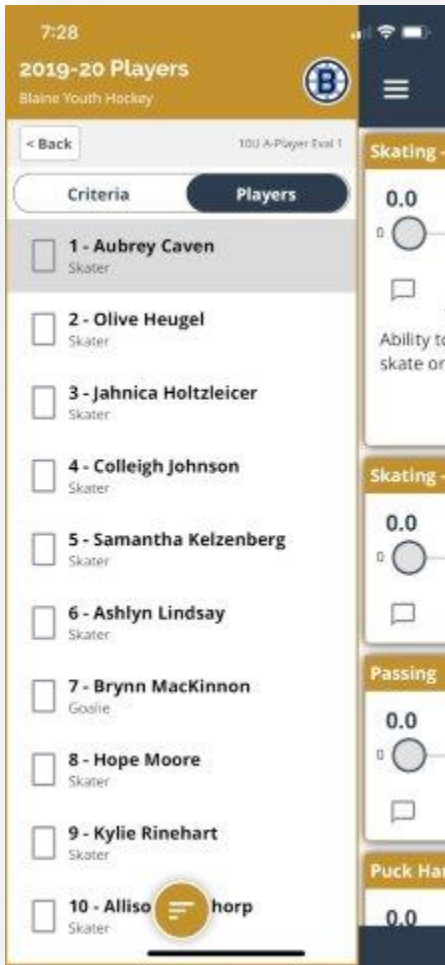 7:28
2019-20 Players
Blaine Youth Hockey
B
< Back
10U A-Player Eval 1
Criteria
Players
1 - Aubrey Caven
Skater
2 - Olive Heugel
Skater
3 - Jahnica Holtzleicer
Skater
4 - Colleigh Johnson
Skater
5 - Samantha Kelzenberg
Skater
6 - Ashlyn Lindsay
Skater
7 - Brynn MacKinnon
Goalie
8 - Hope Moore
Skater
9 - Kylie Rinehart
Skater
10 - Alliso horp
Skater
Skating -
0.0
0
Ability to
skate or
Skating -
0.0
0
Passing
0.0
0
Puck Han
0.0